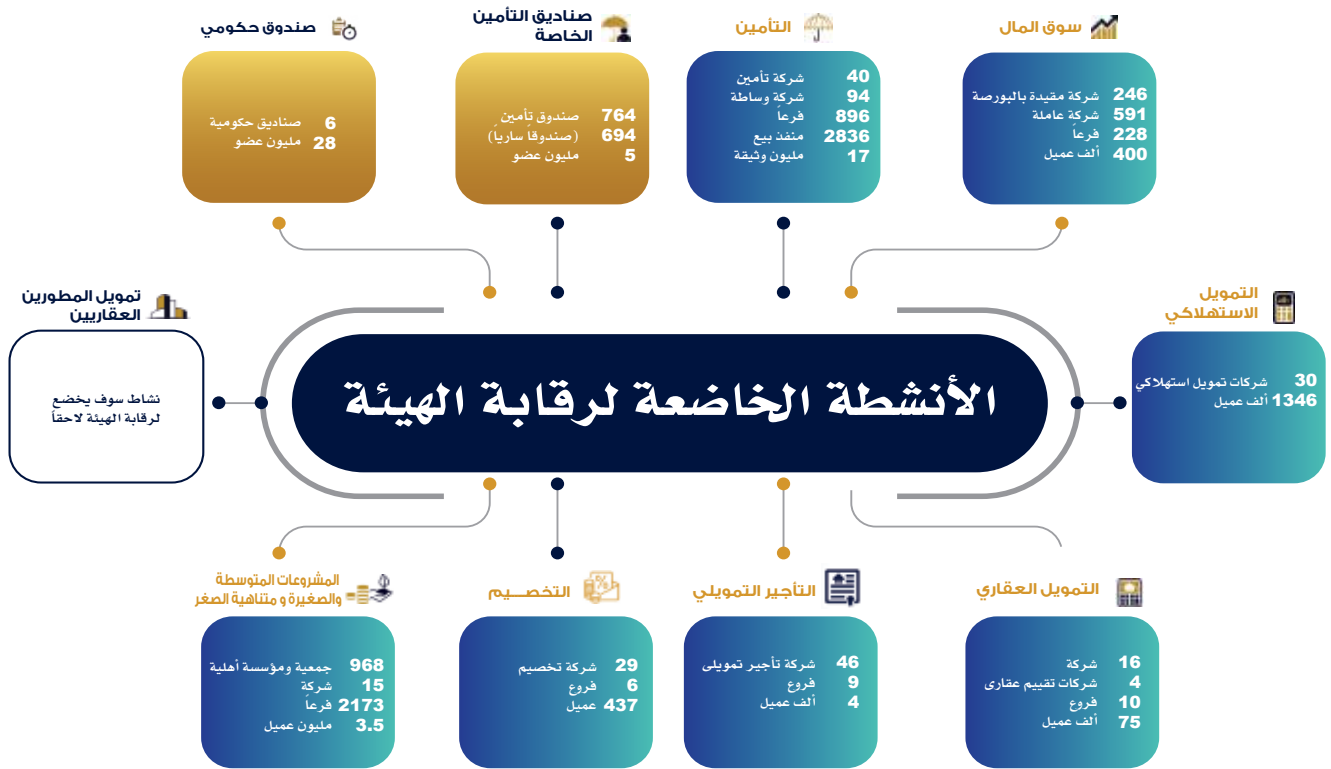 سوق المال
246 شركة مقيدة بالبورصة
591 شركة عاملة
228 فرعاً
400 ألف عميل
التأمين
40 شركة تأمين
94 شركة وساطة
896 فرعاً
2836 منفذ بيع
17 مليون وثيقة
صناديق التأمين
الخاصة
764 صندوق تأمين
694 (صندوقاً سارياً)
5 مليون عضو
صندوق حكومي
6 صناديق حكومية
28 مليون عضو
التمويل
الاستهلاكي
30 شركات تمويل استهلاكي
1346 ألف عميل
الأنشطة الخاضعة لرقابة الهيئة
تمويل المطورين
العقاريين
نشاط سوف يخضع
لرقابة الهيئة لاحقاً
التمويل العقاري
16 شركة
4 شركات تقييم عقارى
10 فروع
75 ألف عميل
التأجير التمويلي
46 شركة تأجير تمويلى
9 فروع
4 ألف عميل
التخصـــيم
29 شركة تخصيم
6 فروع
437 عميل
المشروعات المتوسطة
والصغيرة و متناهية الصغر
968 جمعية ومؤسسة أهلية
15 شركة
2173 فرعاً
3.5 مليون عميل